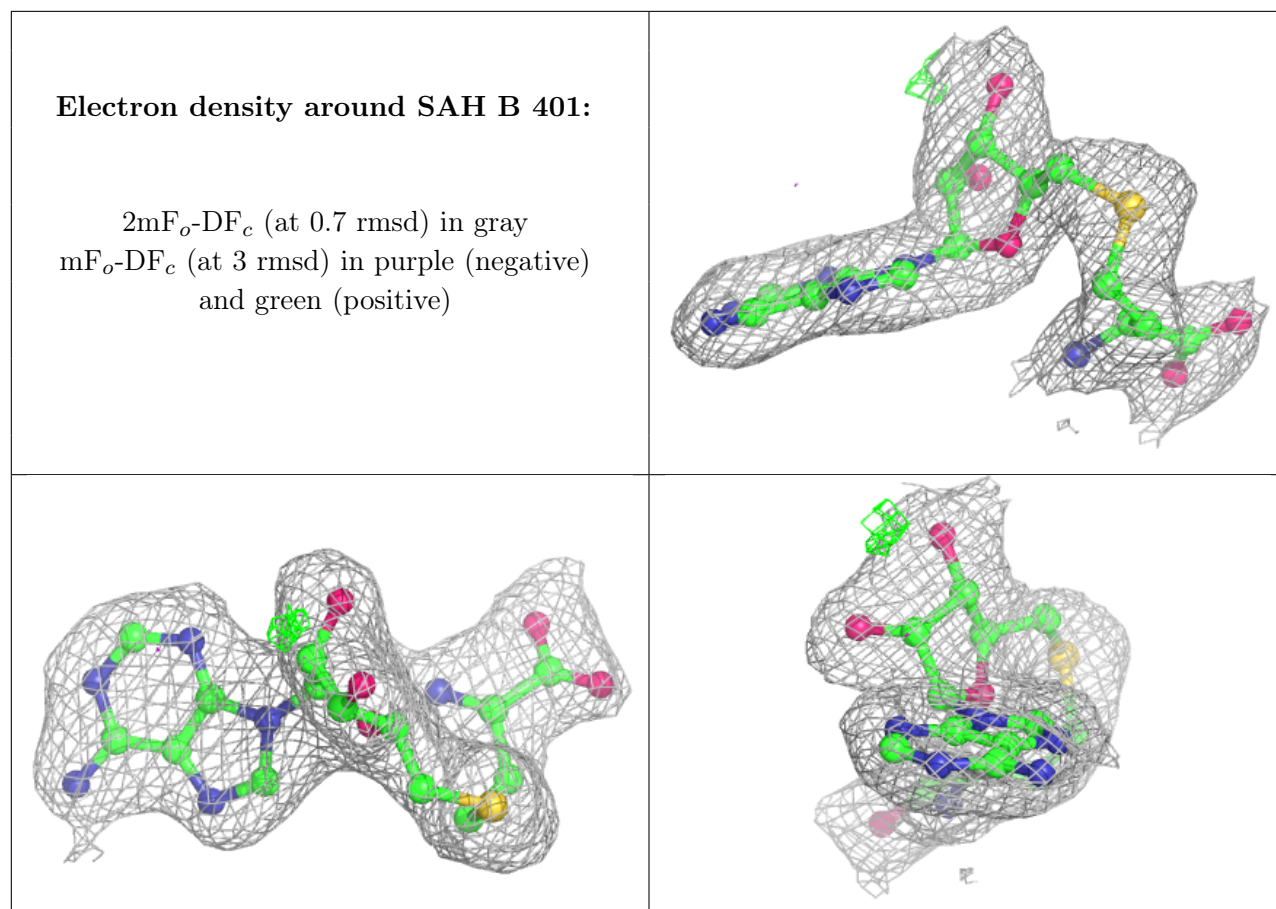 Electron density around SAH B 401:
2mFo-DFc (at 0.7 rmsd) in gray
mFo-DFc (at 3 rmsd) in purple (negative)
and green (positive)